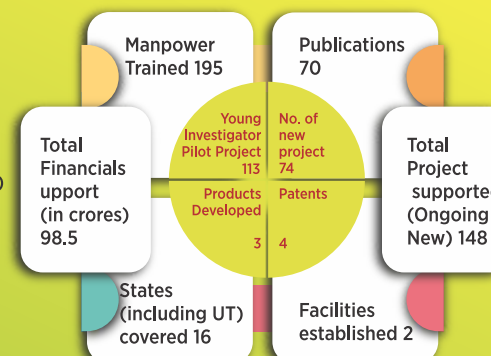 Manpower
Trained 195
Publications
70
Total
Financials
upport
(in crores)
98.5
Young
Investigator
Pilot Project
113
No. of
new
project
74
Products
Developed
3
Patents
4
Total
Project
supported
(Ongoing
New) 148
States
(including UT)
covered 16
Facilities
established 2